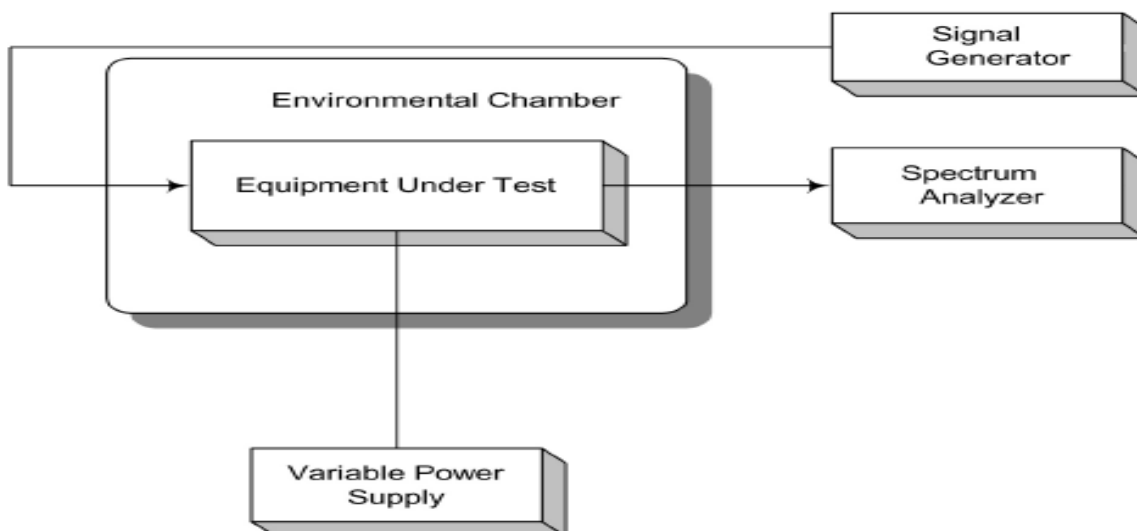 Signal
Generator
Environmental Chamber
Equipment Under Test
Spectrum
Analyzer
Variable Power
Supply